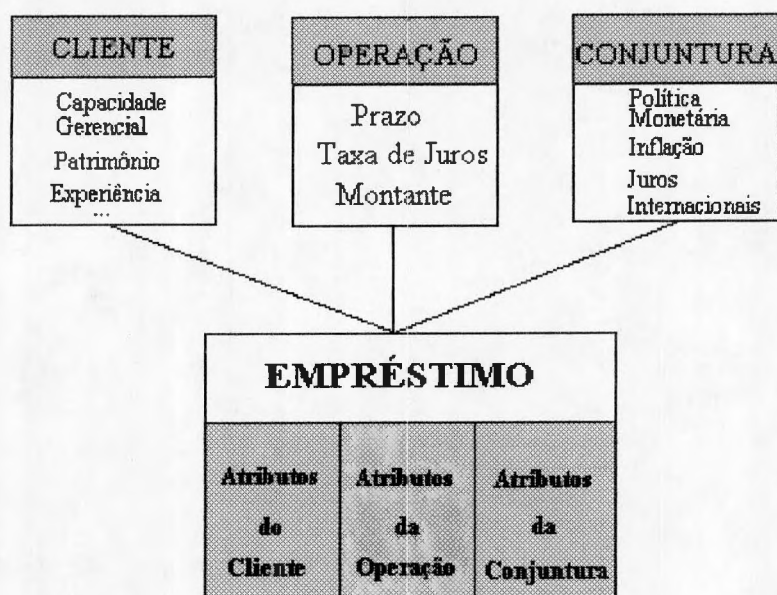 CLIENTE
Capacidade
Gerencial
Patrimônio
Experiência
...
OPERAÇÃO
Prazo
Taxa de Juros
Montante
CONJUNTURA
Política
Monetária
Inflação
Juros
Internacionais
EMPRÉSTIMO
Atributos
do
Cliente
Atributos
da
Operação
Atributos
da
Conjuntura